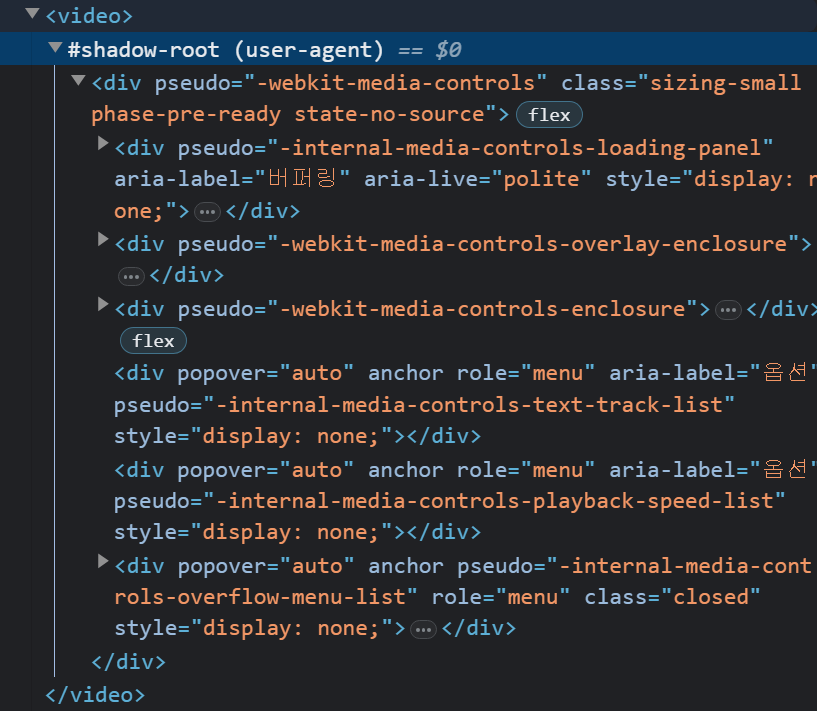 <video>
#shadow-root (user-agent) == $0
<div pseudo="-webkit-media-controls" class="sizing-small
phase-pre-ready state-no-source"> flex
<div pseudo="-internal-media-controls-loading-panel"
aria-label="버퍼링" aria-live="polite" style="display: n
one;"> … </div>
<div pseudo="-webkit-media-controls-overlay-enclosure">
… </div>
<div pseudo="-webkit-media-controls-enclosure"> … </div>
flex
<div popover="auto" anchor role="menu" aria-label="옵션"
pseudo="-internal-media-controls-text-track-list"
style="display: none;"></div>
<div popover="auto" anchor role="menu" aria-label="옵션"
pseudo="-internal-media-controls-playback-speed-list"
style="display: none;"></div>
<div popover="auto" anchor pseudo="-internal-media-cont
rols-overflow-menu-list" role="menu" class="closed"
style="display: none;"> … </div>
</div>
</video>